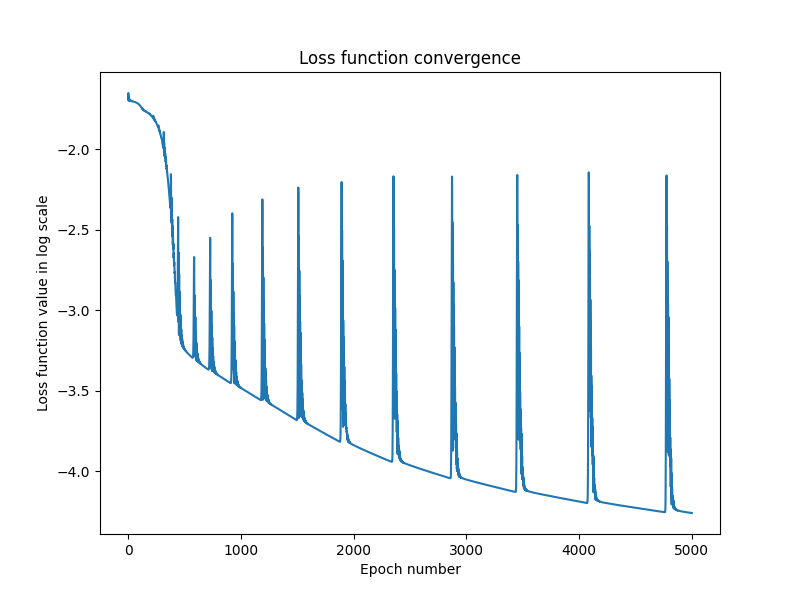 Loss function convergence
Loss function value in log scale
−2.0
−2.5
−3.0
−3.5
−4.0
0 1000 2000 3000 4000 5000
Epoch number